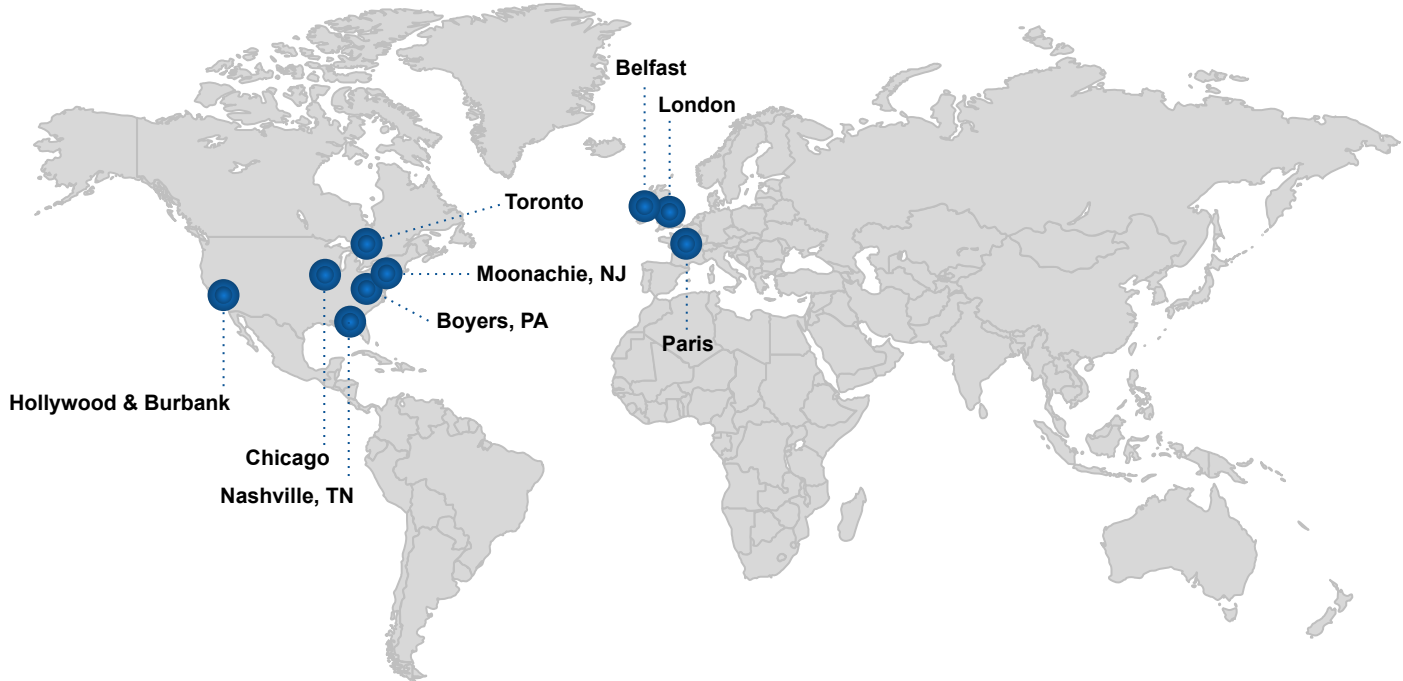 Belfast
London
Toronto
Moonachie, NJ
Boyers, PA
Paris
Hollywood & Burbank
Chicago
Nashville, TN